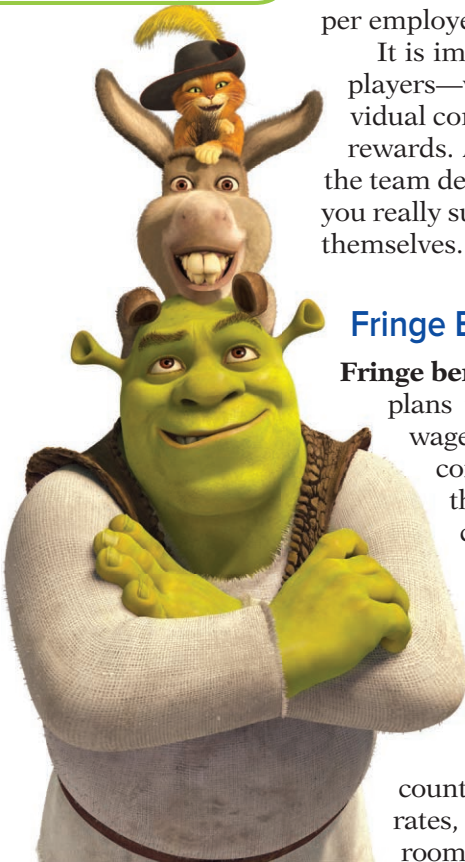 per employe
It is im
players—
vidual con
rewards. A
the team de
you really su
themselves.
Fringe B
Fringe ben
plans
wage
co
th
c
count
rates,
room